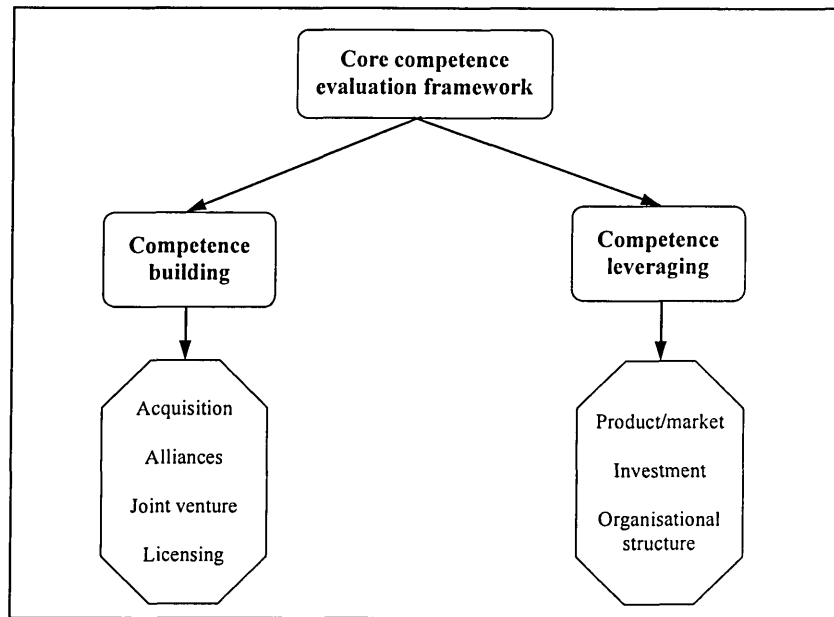 Core competence
evaluation framework
Competence
building
Competence
leveraging
Acquisition
Alliances
Joint venture
Licensing
Product/market
Investment
Organisational
structure